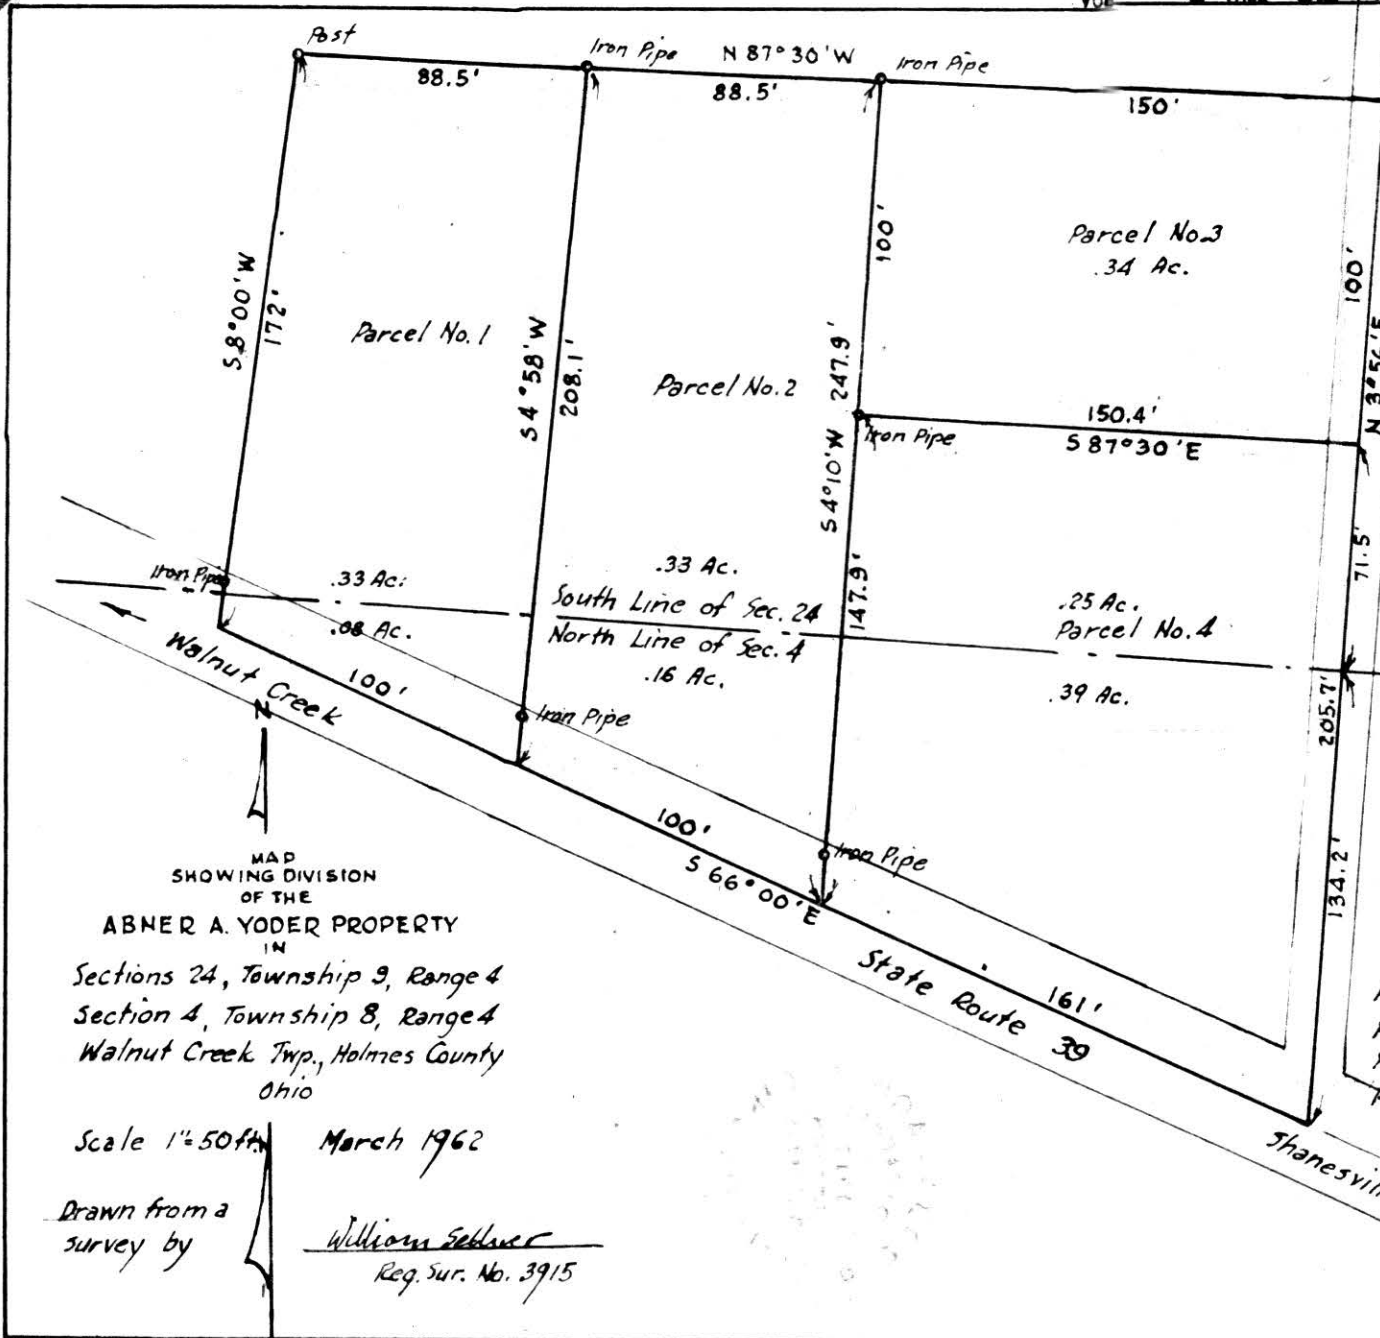 Post
Iron Pipe
N 87°30'W
Iron Pipe
88.5'
88.5'
150'
S 8°00'W
172'
Parcel No. 1
S 4°58'W
208.1'
Parcel No. 2
100'
247.9'
S 4°10'W
147.9'
Parcel No. 3
.34 Ac.
100'
150.4'
S 87°30'E
Iron Pipe
71.5'
Iron Pipe
.33 Ac.
.08 Ac.
.33 Ac.
South Line of Sec. 24
North Line of Sec. 4
.16 Ac.
.25 Ac.
Parcel No. 4
.39 Ac.
205.7'
134.2'
Walnut Creek
100'
Iron Pipe
100'
S 66°00'E
Iron Pipe
State Route 39
161'
N
MAP
SHOWING DIVISION
OF THE
ABNER A. YODER PROPERTY
IN
Sections 24, Township 9, Range 4
Section 4, Township 8, Range 4
Walnut Creek Twp., Holmes County
Ohio
Scale 1"=50ft.
March 1962
Drawn from a
survey by
William
Reg. Sur. No. 3915